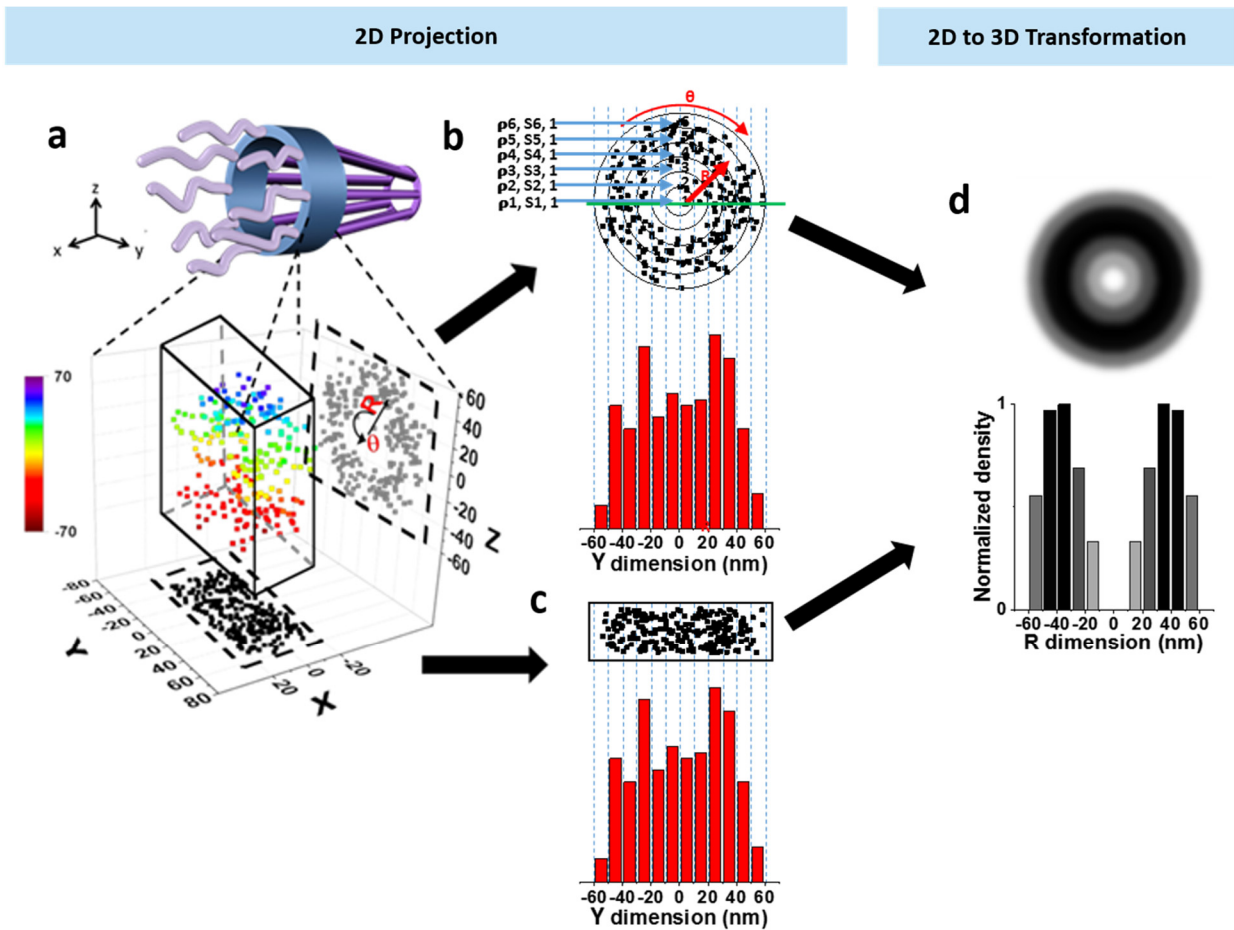 2D Projection
2D to 3D Transformation
a
z
x
y
70
-70
R
θ
60
40
20
0
-20
-40
-60
Z
-80
-60
-40
-20
0
20
40
60
80
Y
20
0
-20
X
b
θ
ρ6, S6, 1
ρ5, S5, 1
ρ4, S4, 1
ρ3, S3, 1
ρ2, S2, 1
ρ1, S1, 1
4
3
2
R
-60 -40 -20 0 20 40 60
Y dimension (nm)
c
-60 -40 -20 0 20 40 60
Y dimension (nm)
d
1
0
Normalized density
-60 -40 -20 0 20 40 60
R dimension (nm)